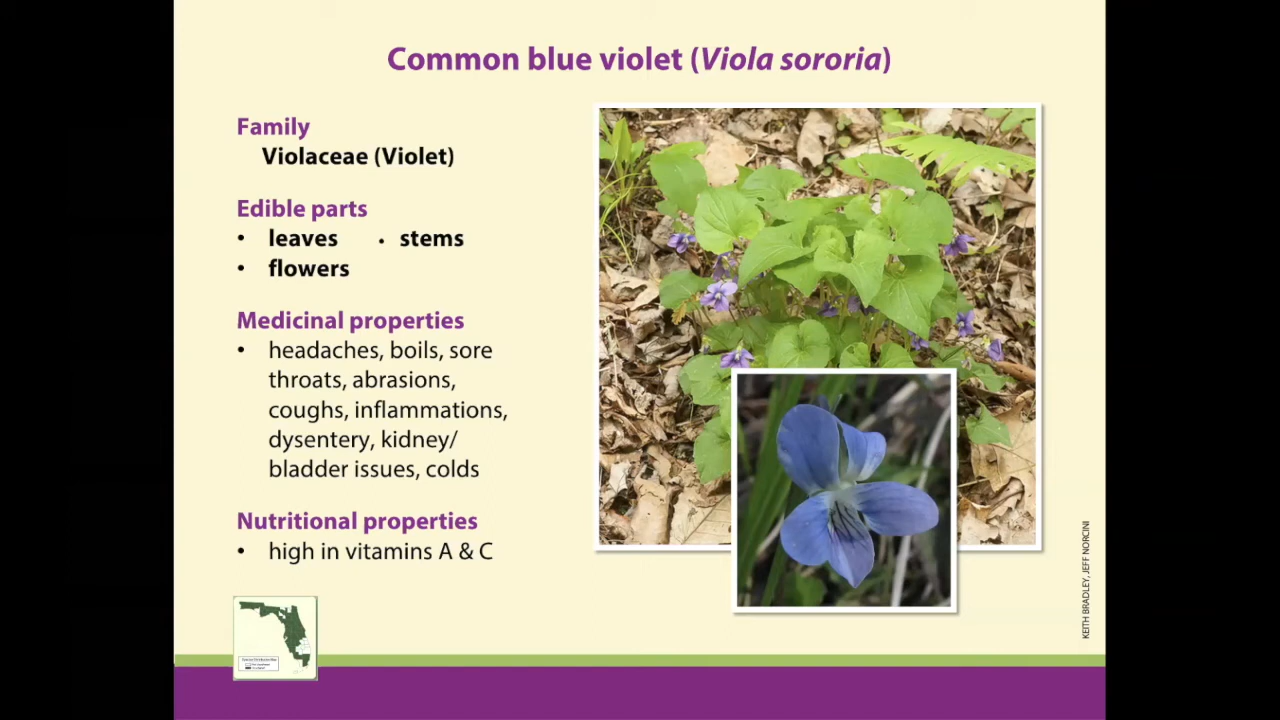 Common blue violet (Viola sororia)
Family
Violaceae (Violet)
Edible parts
• leaves • stems
• flowers
Medicinal properties
• headaches, boils, sore
throats, abrasions,
coughs, inflammations,
dysentery, kidney/
bladder issues, colds
Nutritional properties
• high in vitamins A & C
KEITH BRADLEY, JEFF NORCINI